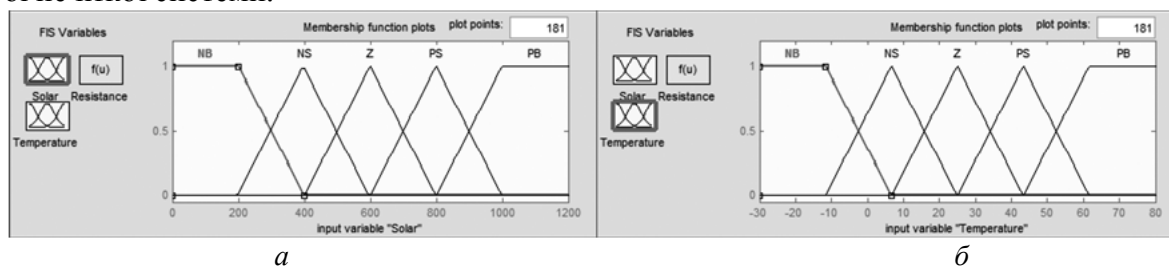 системи.
FIS Variables
f(u)
Solar Resistance
Temperature
Membership function plots plot points: 181
NB NS Z PS PB
1
0.5
0
0 200 400 600 800 1000 1200
input variable "Solar"
а
FIS Variables
f(u)
Solar Resistance
Temperature
Membership function plots plot points: 181
NB NS Z PS PB
1
0.5
0
-30 -20 -10 0 10 20 30 40 50 60 70 80
input variable "Temperature"
б